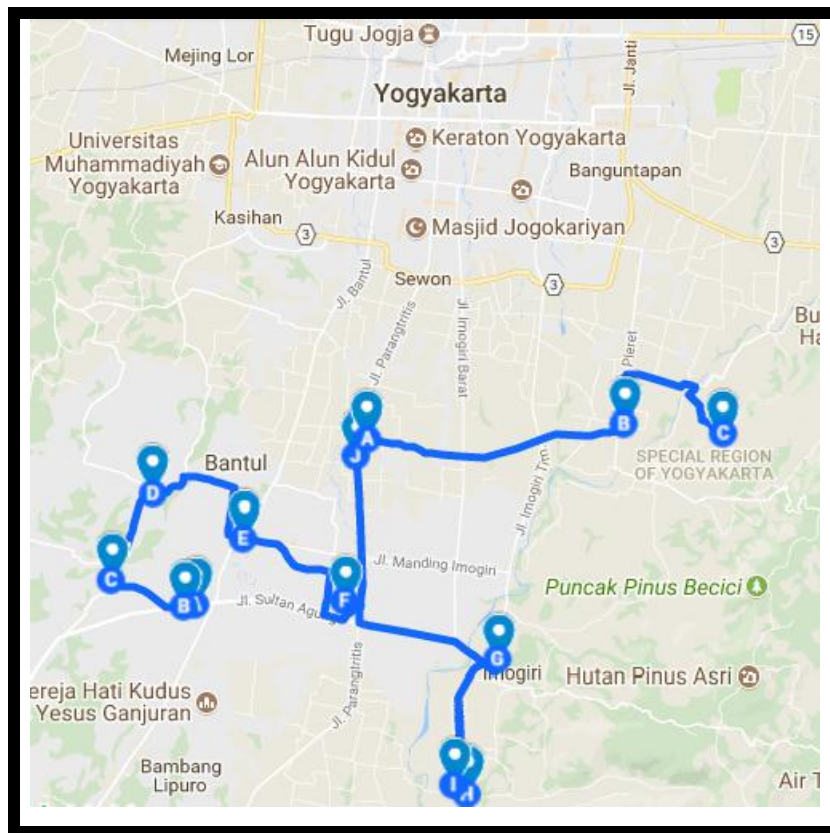 Tugu Jogja
15
Mejing Lor
Jl. Janti
Yogyakarta
Universitas
Muhammadiyah
Yogyakarta
Keraton Yogyakarta
Alun Alun Kidul
Yogyakarta
Banguntapan
Kasihan
3
Masjid Jogokariyan
3
Sewon
3
Jl. Bantul
Jl. Parangtritis
Jl. Imogiri Barat
Pleret
Bu
Ha
A
J
B
C
SPECIAL REGION
OF YOGYAKARTA
Bantul
D
Jl. Imogiri Tim
E
Jl. Manding Imogiri
C
B
Jl. Sultan Agung
F
Puncak Pinus Becici
G
Imogiri
Hutan Pinus Asri
ereja Hati Kudus
Yesus Ganjuran
Jl. Parangtritis
Bambang
Lipuro
I
H
Air T